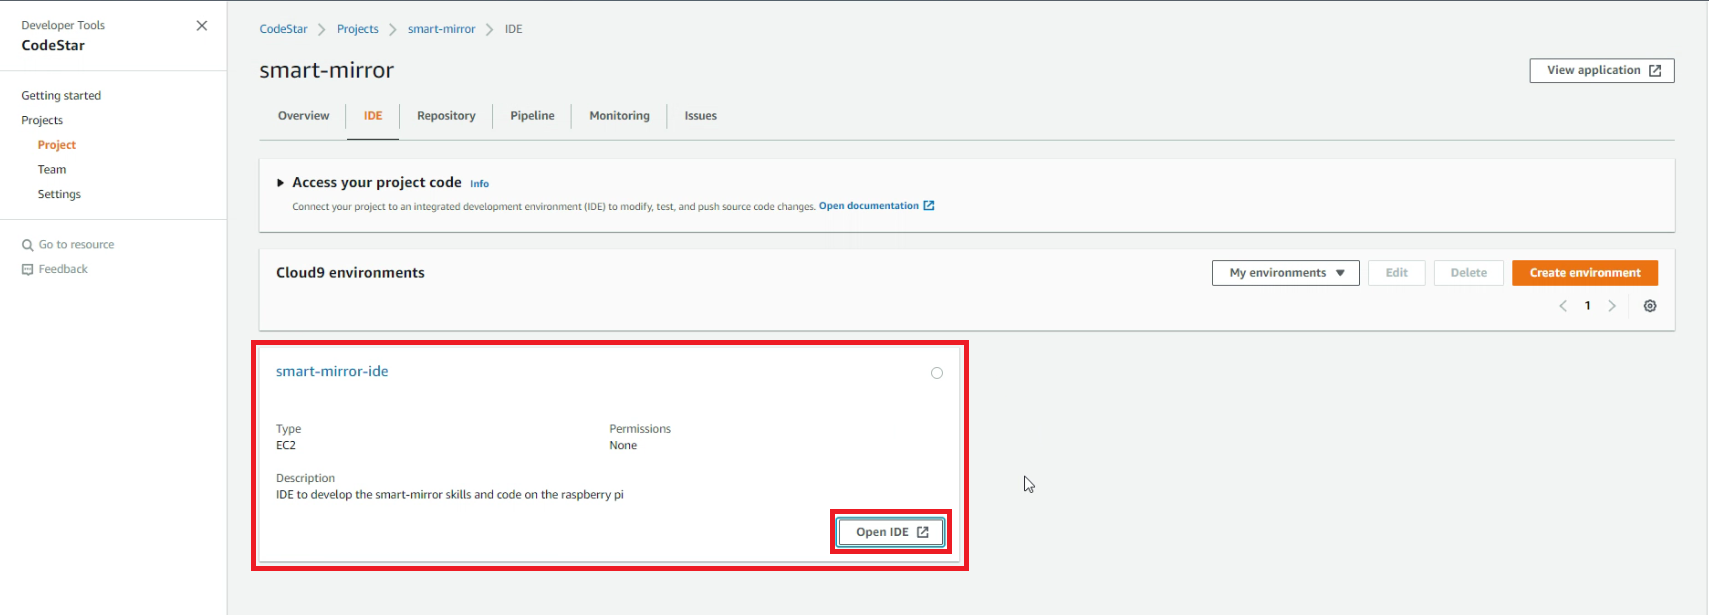 Developer Tools
CodeStar
Getting started
Projects
Project
Team
Settings
Go to resource
Feedback
CodeStar > Projects > smart-mirror > IDE
smart-mirror
View application
Overview IDE Repository Pipeline Monitoring Issues
Access your project code Info
Connect your project to an integrated development environment (IDE) to modify, test, and push source code changes. Open documentation
Cloud9 environments
My environments Edit Delete Create environment
1
smart-mirror-ide
Type Permissions
EC2 None
Description
IDE to develop the smart-mirror skills and code on the raspberry pi
Open IDE